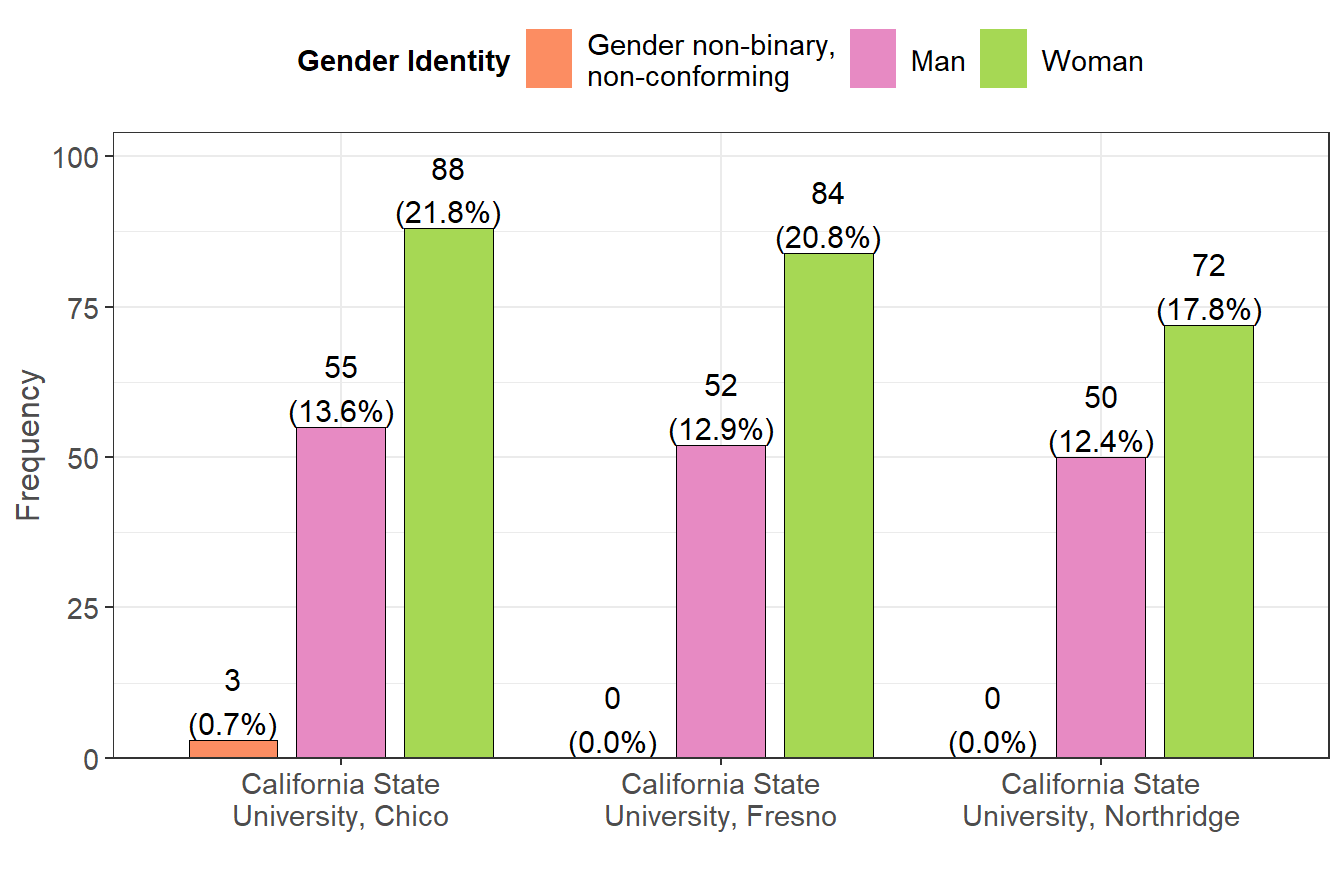 Gender Identity
Gender non-binary,
non-conforming
Man
Woman
Frequency
100
75
50
25
0
3
(0.7%)
55
(13.6%)
88
(21.8%)
0
(0.0%)
52
(12.9%)
84
(20.8%)
0
(0.0%)
50
(12.4%)
72
(17.8%)
California State
University, Chico
California State
University, Fresno
California State
University, Northridge